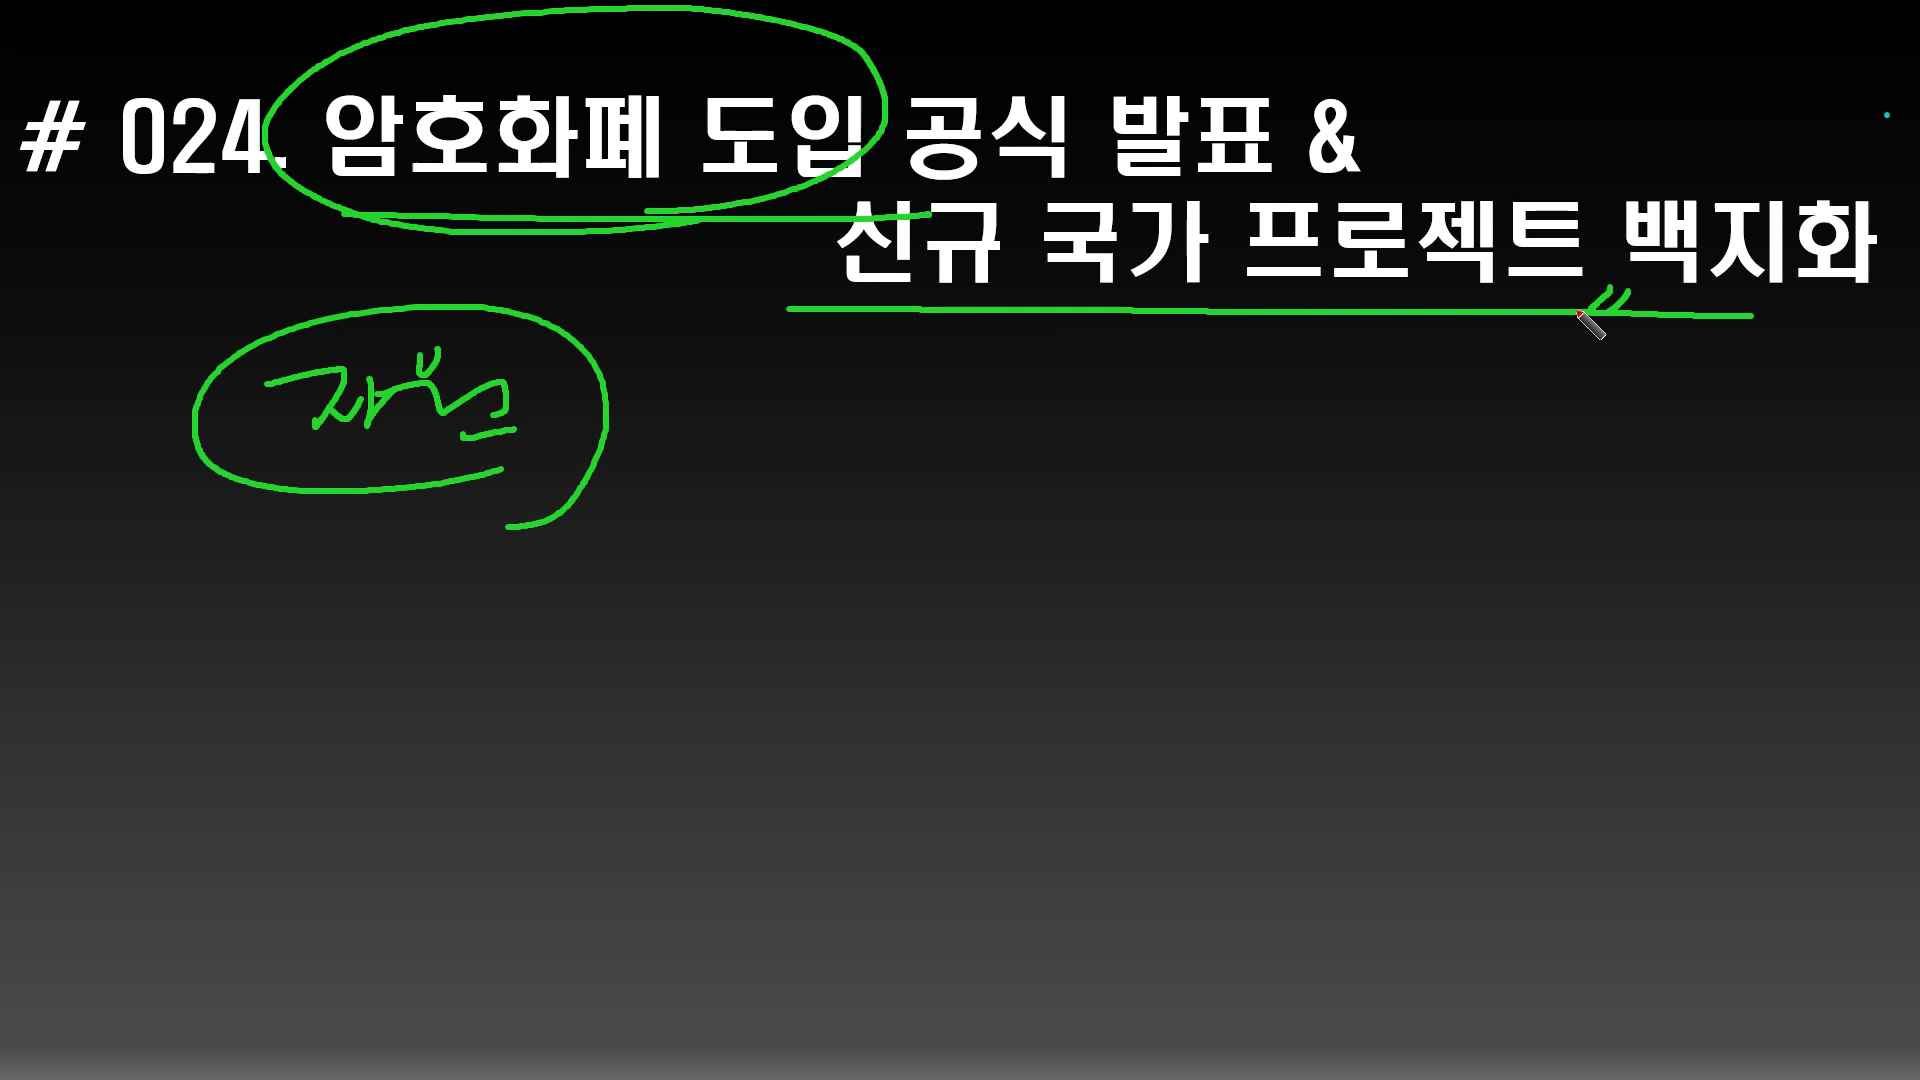 # 024. 암호화폐 도입 공식 발표 &
신규 국가 프로젝트 백지화